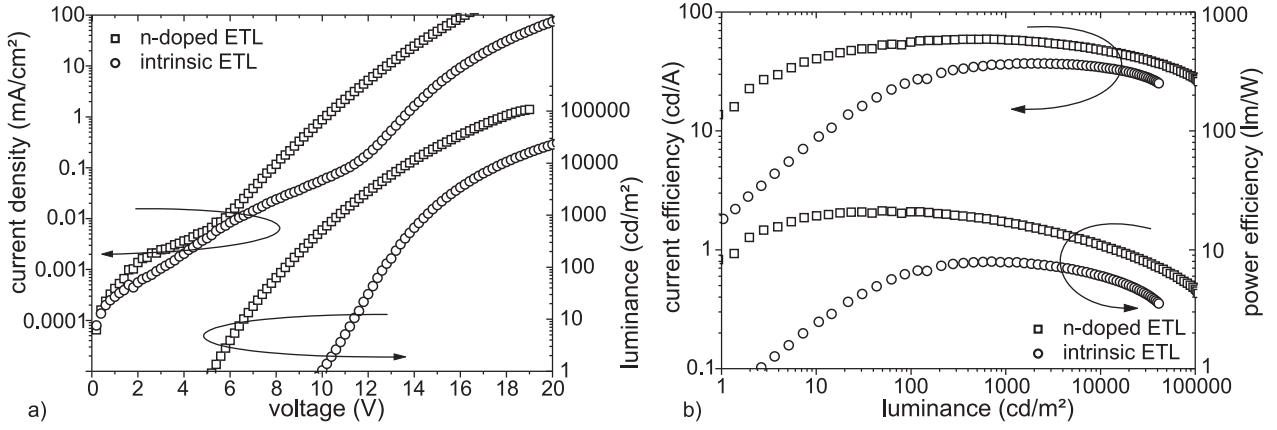 100
10
1
0.1
0.01
0.001
0.0001
current density (mA/cm²)
n-doped ETL
intrinsic ETL
100000
10000
1000
100
10
1
luminance (cd/m²)
0 2 4 6 8 10 12 14 16 18 20
voltage (V)
a)
100
10
1
0.1
current efficiency (cd/A)
1000
100
10
1
power efficiency (lm/W)
n-doped ETL
intrinsic ETL
1 10 100 1000 10000 100000
luminance (cd/m²)
b)